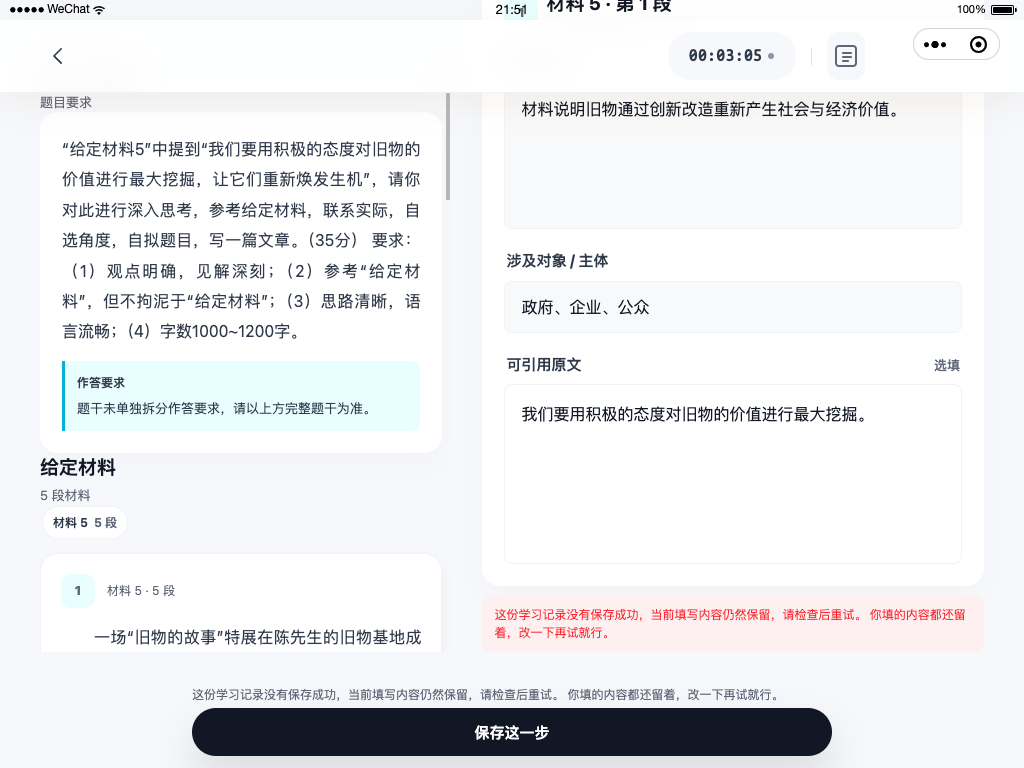 WeChat
21:51
100%
材料 5 · 第 1 段
00:03:05
题目要求
“给定材料5”中提到“我们要用积极的态度对旧物的
价值进行最大挖掘，让它们重新焕发生机”，请你
对此进行深入思考，参考给定材料，联系实际，自
选角度，自拟题目，写一篇文章。（35分） 要求：
（1）观点明确，见解深刻；（2）参考“给定材
料”，但不拘泥于“给定材料”；（3）思路清晰，语
言流畅；（4）字数1000~1200字。
作答要求
题干未单独拆分作答要求，请以上方完整题干为准。
给定材料
5 段材料
材料 5 5 段
1
材料 5 · 5 段
一场“旧物的故事”特展在陈先生的旧物基地成
材料说明旧物通过创新改造重新产生社会与经济价值。
涉及对象 / 主体
政府、企业、公众
可引用原文
选填
我们要用积极的态度对旧物的价值进行最大挖掘。
这份学习记录没有保存成功，当前填写内容仍然保留，请检查后重试。 你填的内容都还留
着，改一下再试就行。
这份学习记录没有保存成功，当前填写内容仍然保留，请检查后重试。 你填的内容都还留着，改一下再试就行。
保存这一步